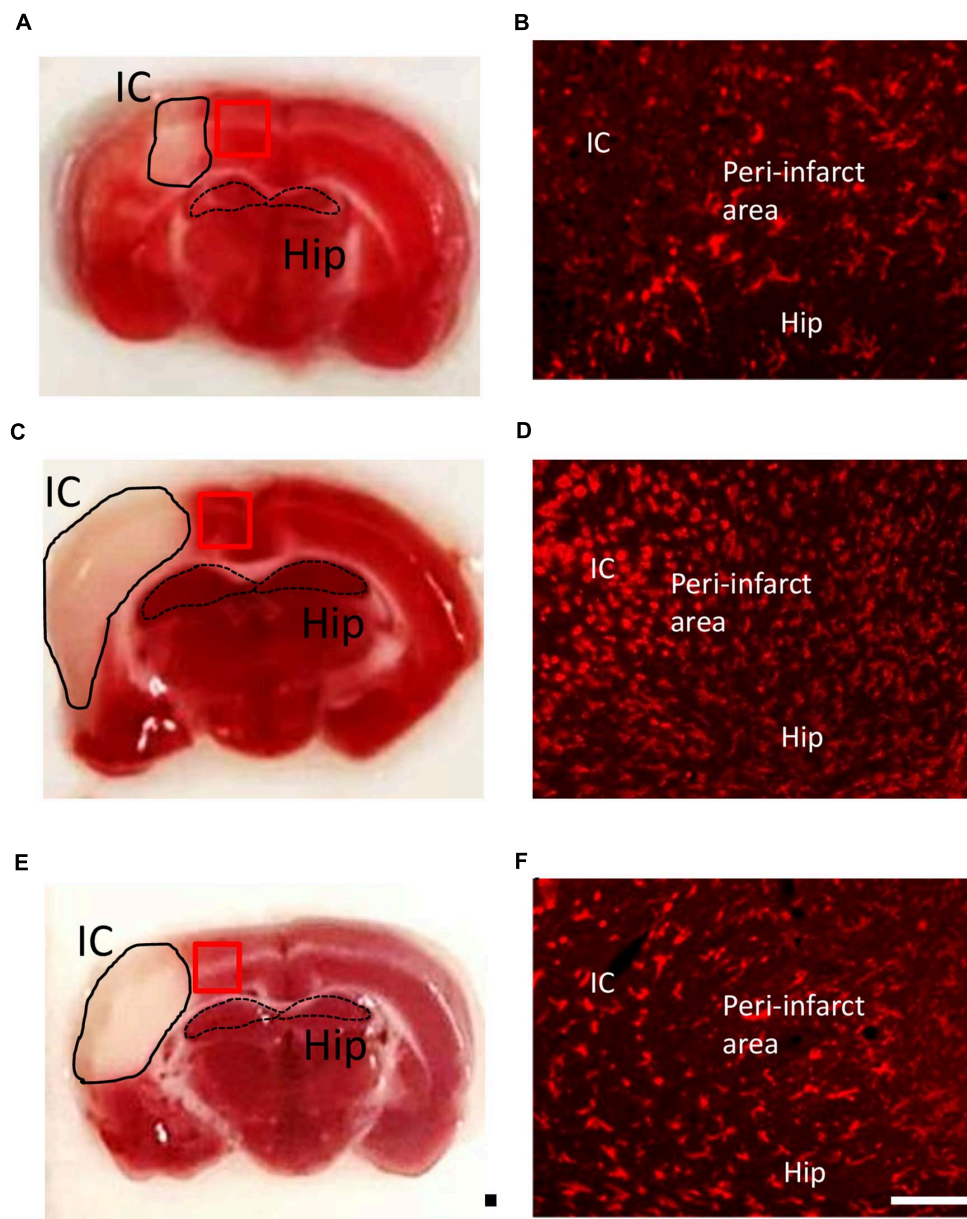 A
IC
Hip
B
IC
Peri-infarct
area
Hip
C
IC
Hip
D
IC
Peri-infarct
area
Hip
E
IC
Hip
F
IC
Peri-infarct
area
Hip